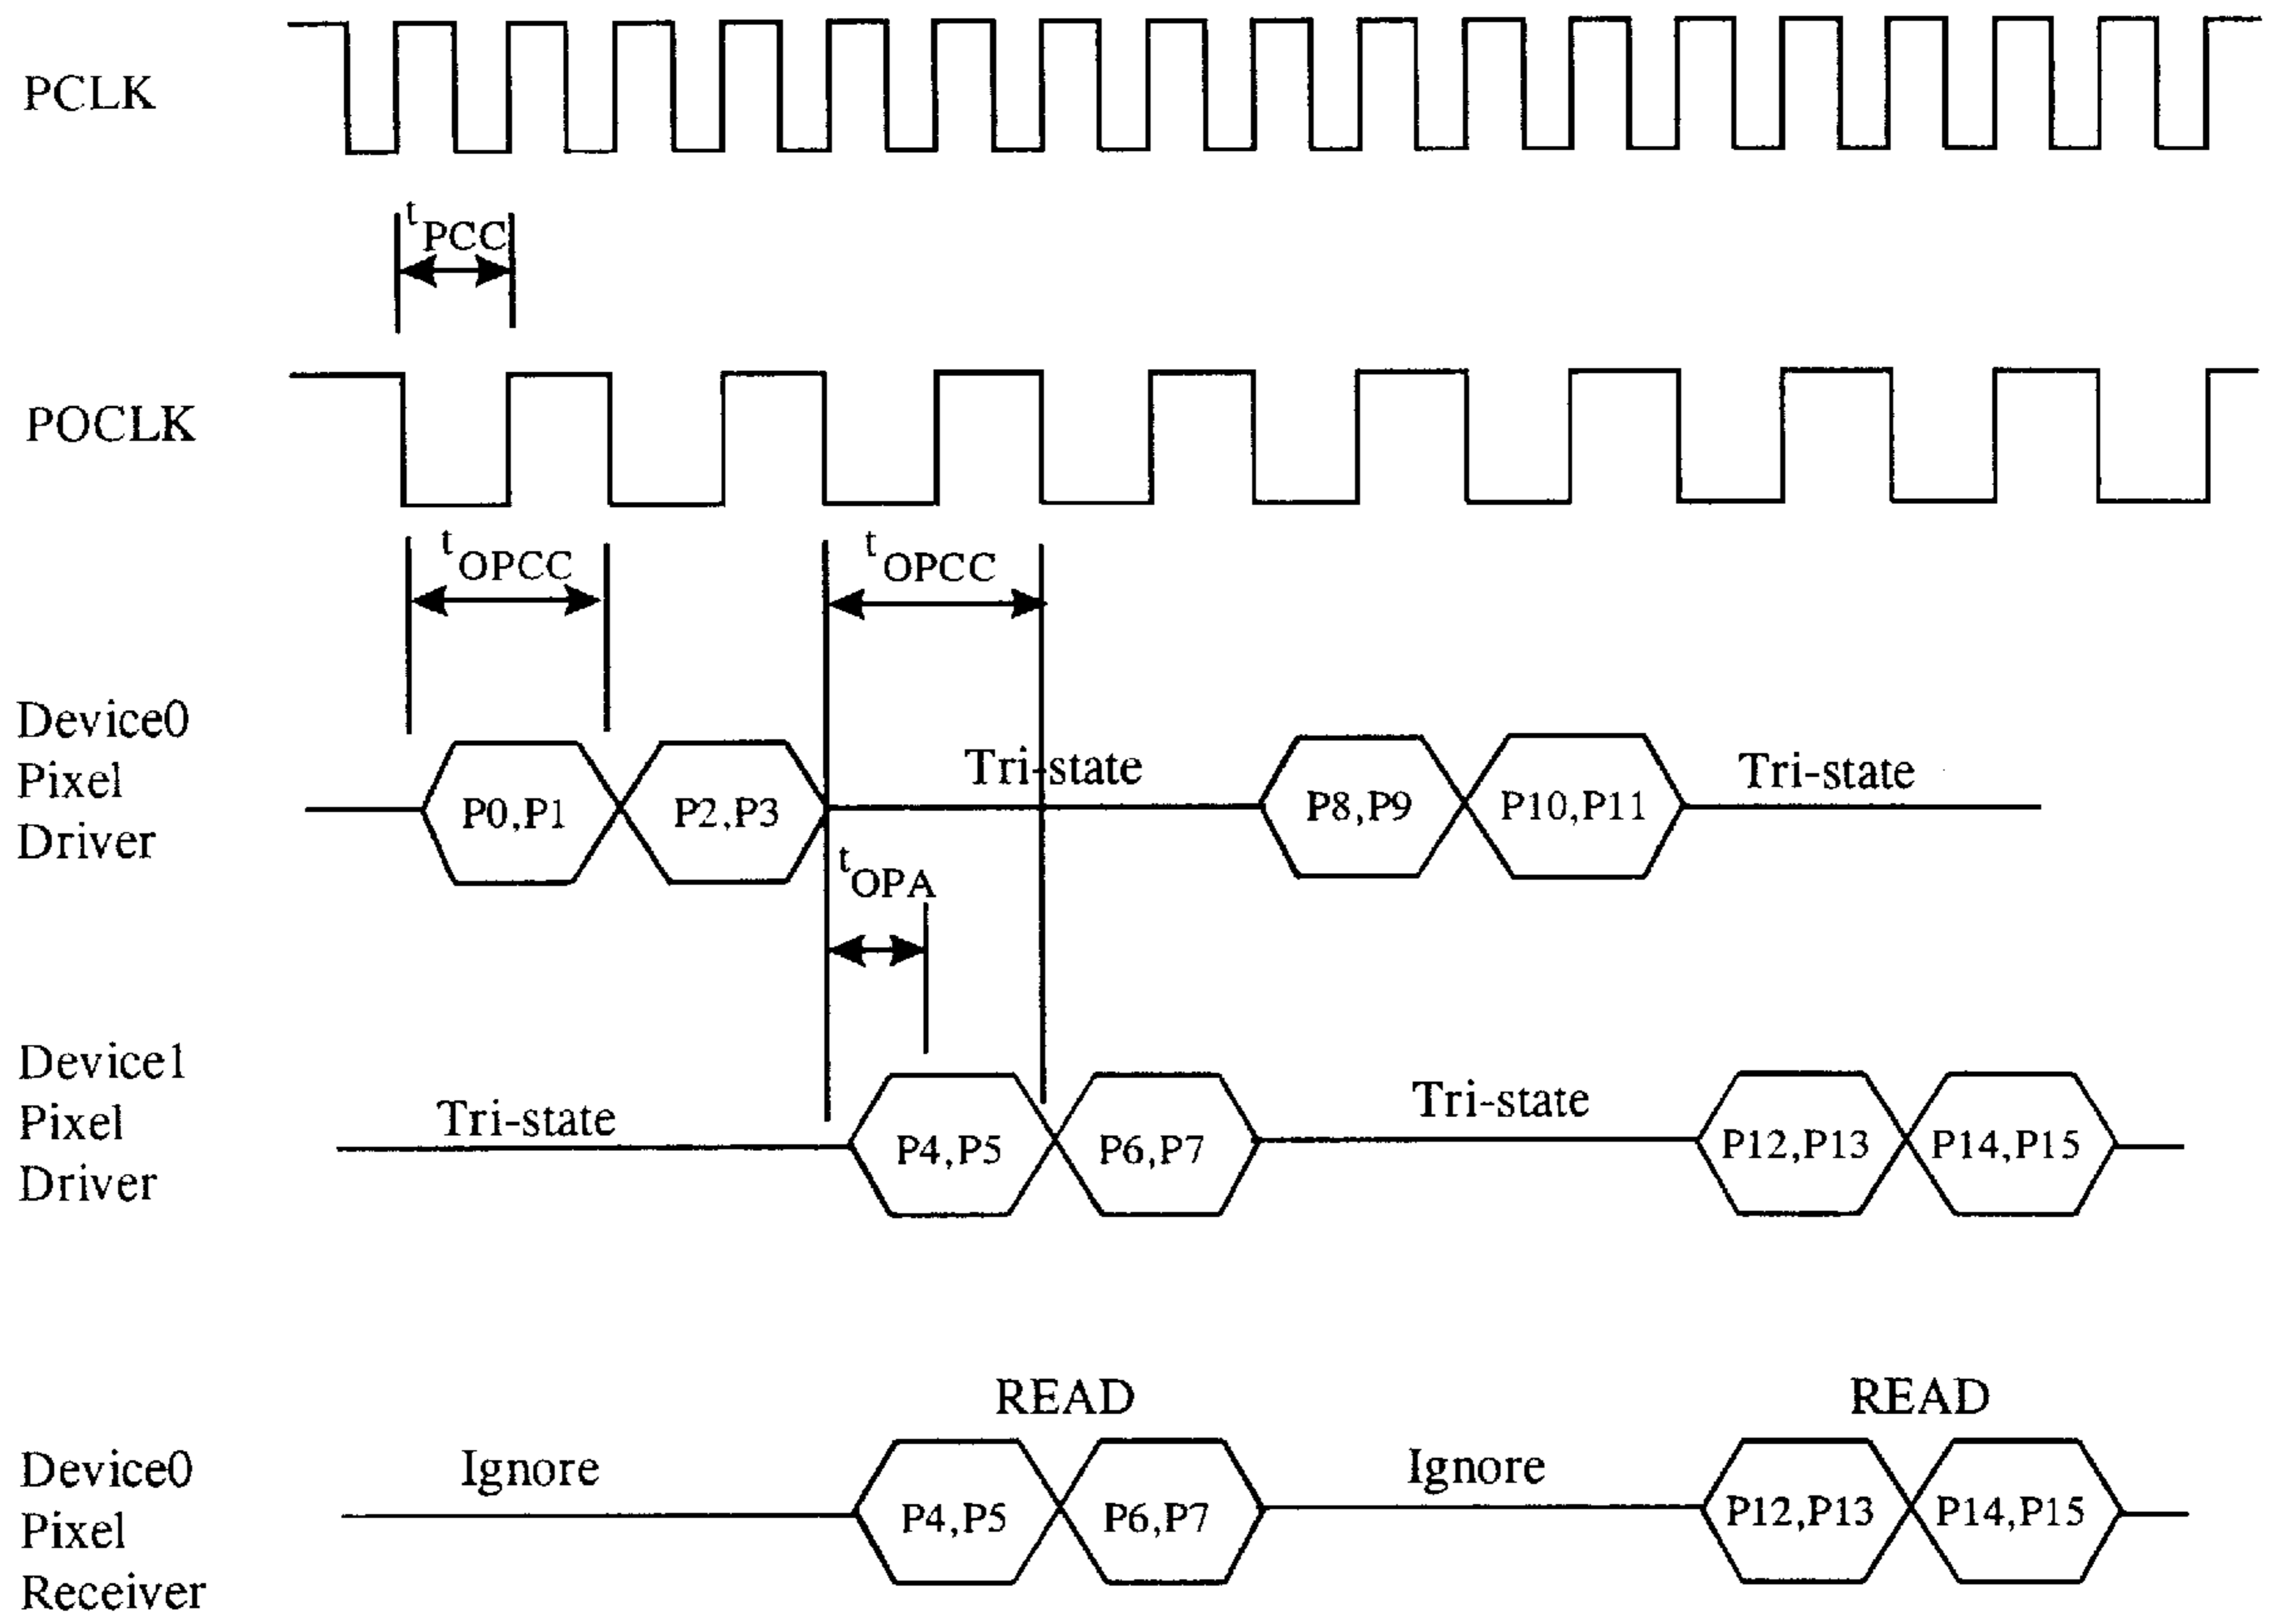 PCLK
tPCC
POCLK
tOPCC
tOPCC
Device0
Pixel
Driver
P0,P1
P2,P3
Tri-state
P8,P9
P10,P11
Tri-state
tOPA
Device1
Pixel
Driver
Tri-state
P4,P5
P6,P7
Tri-state
P12,P13
P14,P15
READ
READ
Device0
Pixel
Receiver
Ignore
P4,P5
P6,P7
Ignore
P12,P13
P14,P15